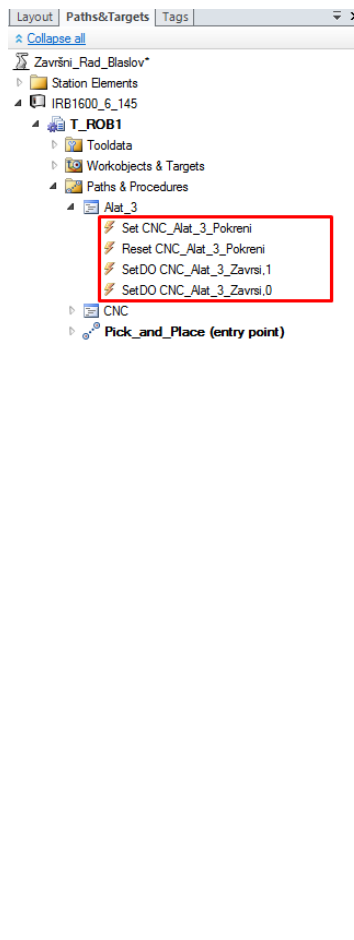 Layout Paths&Targets Tags
Collapse all
Završni_Rad_Blaslov*
Station Elements
IRB1600_6_145
T_ROB1
Tooldata
Workobjects & Targets
Paths & Procedures
Alat_3
Set CNC_Alat_3_Pokreni
Reset CNC_Alat_3_Pokreni
SetDO CNC_Alat_3_Zavrsi,1
SetDO CNC_Alat_3_Zavrsi,0
CNC
Pick_and_Place (entry point)